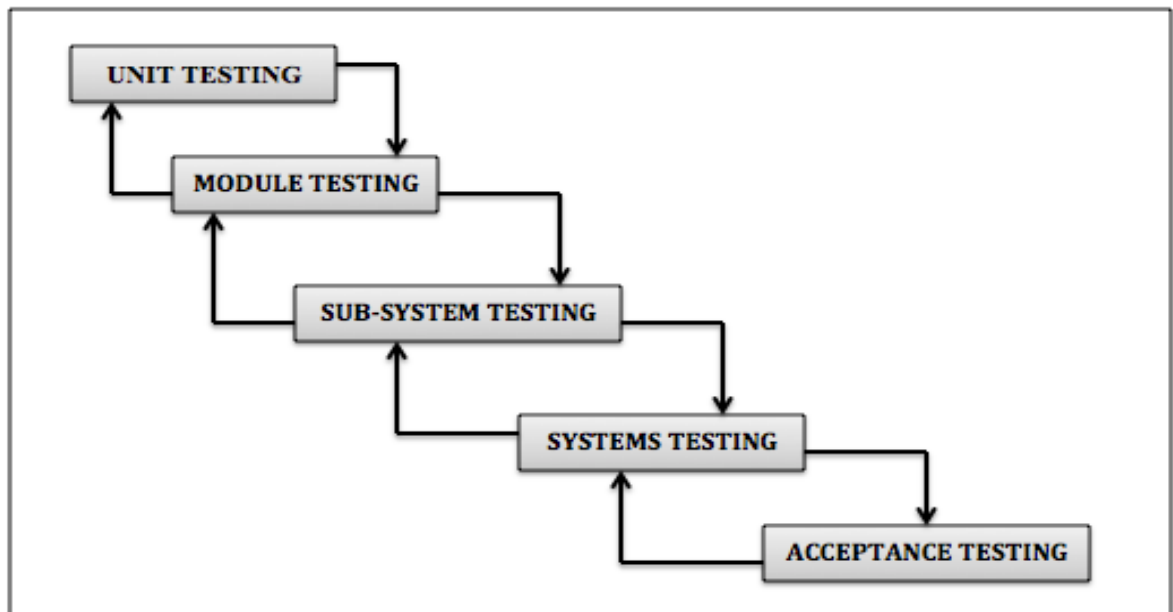 UNIT TESTING
MODULE TESTING
SUB-SYSTEM TESTING
SYSTEMS TESTING
ACCEPTANCE TESTING